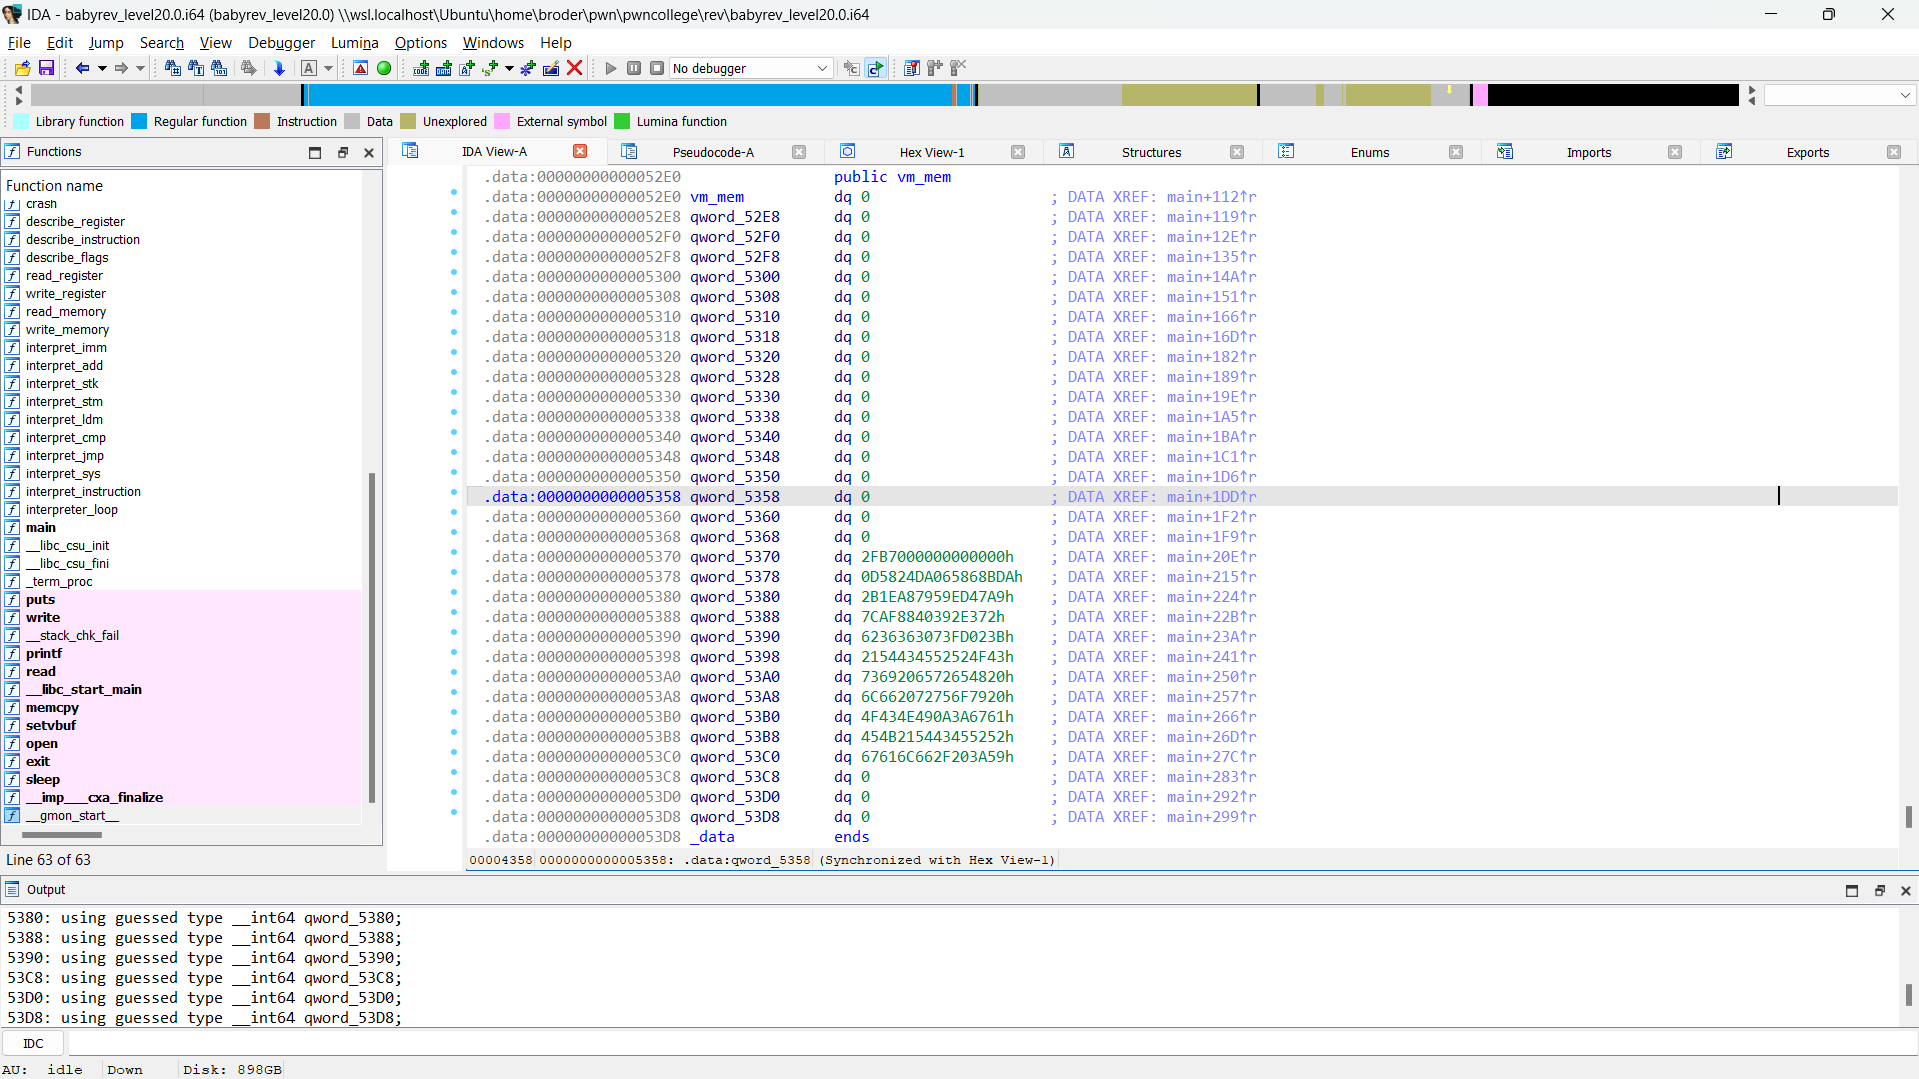 IDA - babyrev_level20.0.i64 (babyrev_level20.0) \\wsl.localhost\Ubuntu\home\broder\pwn\pwncollege\rev\babyrev_level20.0.i64
File Edit Jump Search View Debugger Lumina Options Windows Help
No debugger
Library function Regular function Instruction Data Unexplored External symbol Lumina function
Functions
IDA View-A Pseudocode-A Hex View-1 Structures Enums Imports Exports
Function name
crash
describe_register
describe_instruction
describe_flags
read_register
write_register
read_memory
write_memory
interpret_imm
interpret_add
interpret_stk
interpret_stm
interpret_ldm
interpret_cmp
interpret_jmp
interpret_sys
interpret_instruction
interpreter_loop
main
__libc_csu_init
__libc_csu_fini
_term_proc
puts
write
__stack_chk_fail
printf
read
__libc_start_main
memcpy
setvbuf
open
exit
sleep
__imp___cxa_finalize
__gmon_start__
Line 63 of 63
.data:00000000000052E0 public vm_mem
.data:00000000000052E0 vm_mem dq 0 ; DATA XREF: main+112↑r
.data:00000000000052E8 qword_52E8 dq 0 ; DATA XREF: main+119↑r
.data:00000000000052F0 qword_52F0 dq 0 ; DATA XREF: main+12E↑r
.data:00000000000052F8 qword_52F8 dq 0 ; DATA XREF: main+135↑r
.data:0000000000005300 qword_5300 dq 0 ; DATA XREF: main+14A↑r
.data:0000000000005308 qword_5308 dq 0 ; DATA XREF: main+151↑r
.data:0000000000005310 qword_5310 dq 0 ; DATA XREF: main+166↑r
.data:0000000000005318 qword_5318 dq 0 ; DATA XREF: main+16D↑r
.data:0000000000005320 qword_5320 dq 0 ; DATA XREF: main+182↑r
.data:0000000000005328 qword_5328 dq 0 ; DATA XREF: main+189↑r
.data:0000000000005330 qword_5330 dq 0 ; DATA XREF: main+19E↑r
.data:0000000000005338 qword_5338 dq 0 ; DATA XREF: main+1A5↑r
.data:0000000000005340 qword_5340 dq 0 ; DATA XREF: main+1BA↑r
.data:0000000000005348 qword_5348 dq 0 ; DATA XREF: main+1C1↑r
.data:0000000000005350 qword_5350 dq 0 ; DATA XREF: main+1D6↑r
.data:0000000000005358 qword_5358 dq 0 ; DATA XREF: main+1DD↑r
.data:0000000000005360 qword_5360 dq 0 ; DATA XREF: main+1F2↑r
.data:0000000000005368 qword_5368 dq 0 ; DATA XREF: main+1F9↑r
.data:0000000000005370 qword_5370 dq 2FB7000000000000h ; DATA XREF: main+20E↑r
.data:0000000000005378 qword_5378 dq 0D5824DA065868BDAh ; DATA XREF: main+215↑r
.data:0000000000005380 qword_5380 dq 2B1EA87959ED47A9h ; DATA XREF: main+224↑r
.data:0000000000005388 qword_5388 dq 7CAF8840392E372h ; DATA XREF: main+22B↑r
.data:0000000000005390 qword_5390 dq 6236363073FD023Bh ; DATA XREF: main+23A↑r
.data:0000000000005398 qword_5398 dq 2154434552524F43h ; DATA XREF: main+241↑r
.data:00000000000053A0 qword_53A0 dq 7369206572654820h ; DATA XREF: main+250↑r
.data:00000000000053A8 qword_53A8 dq 6C662072756F7920h ; DATA XREF: main+257↑r
.data:00000000000053B0 qword_53B0 dq 4F434E490A3A6761h ; DATA XREF: main+266↑r
.data:00000000000053B8 qword_53B8 dq 454B215443455252h ; DATA XREF: main+26D↑r
.data:00000000000053C0 qword_53C0 dq 67616C662F203A59h ; DATA XREF: main+27C↑r
.data:00000000000053C8 qword_53C8 dq 0 ; DATA XREF: main+283↑r
.data:00000000000053D0 qword_53D0 dq 0 ; DATA XREF: main+292↑r
.data:00000000000053D8 qword_53D8 dq 0 ; DATA XREF: main+299↑r
.data:00000000000053D8 _data ends
00004358 0000000000005358: .data:qword_5358 (Synchronized with Hex View-1)
Output
5380: using guessed type __int64 qword_5380;
5388: using guessed type __int64 qword_5388;
5390: using guessed type __int64 qword_5390;
53C8: using guessed type __int64 qword_53C8;
53D0: using guessed type __int64 qword_53D0;
53D8: using guessed type __int64 qword_53D8;
IDC
AU: idle Down Disk: 898GB